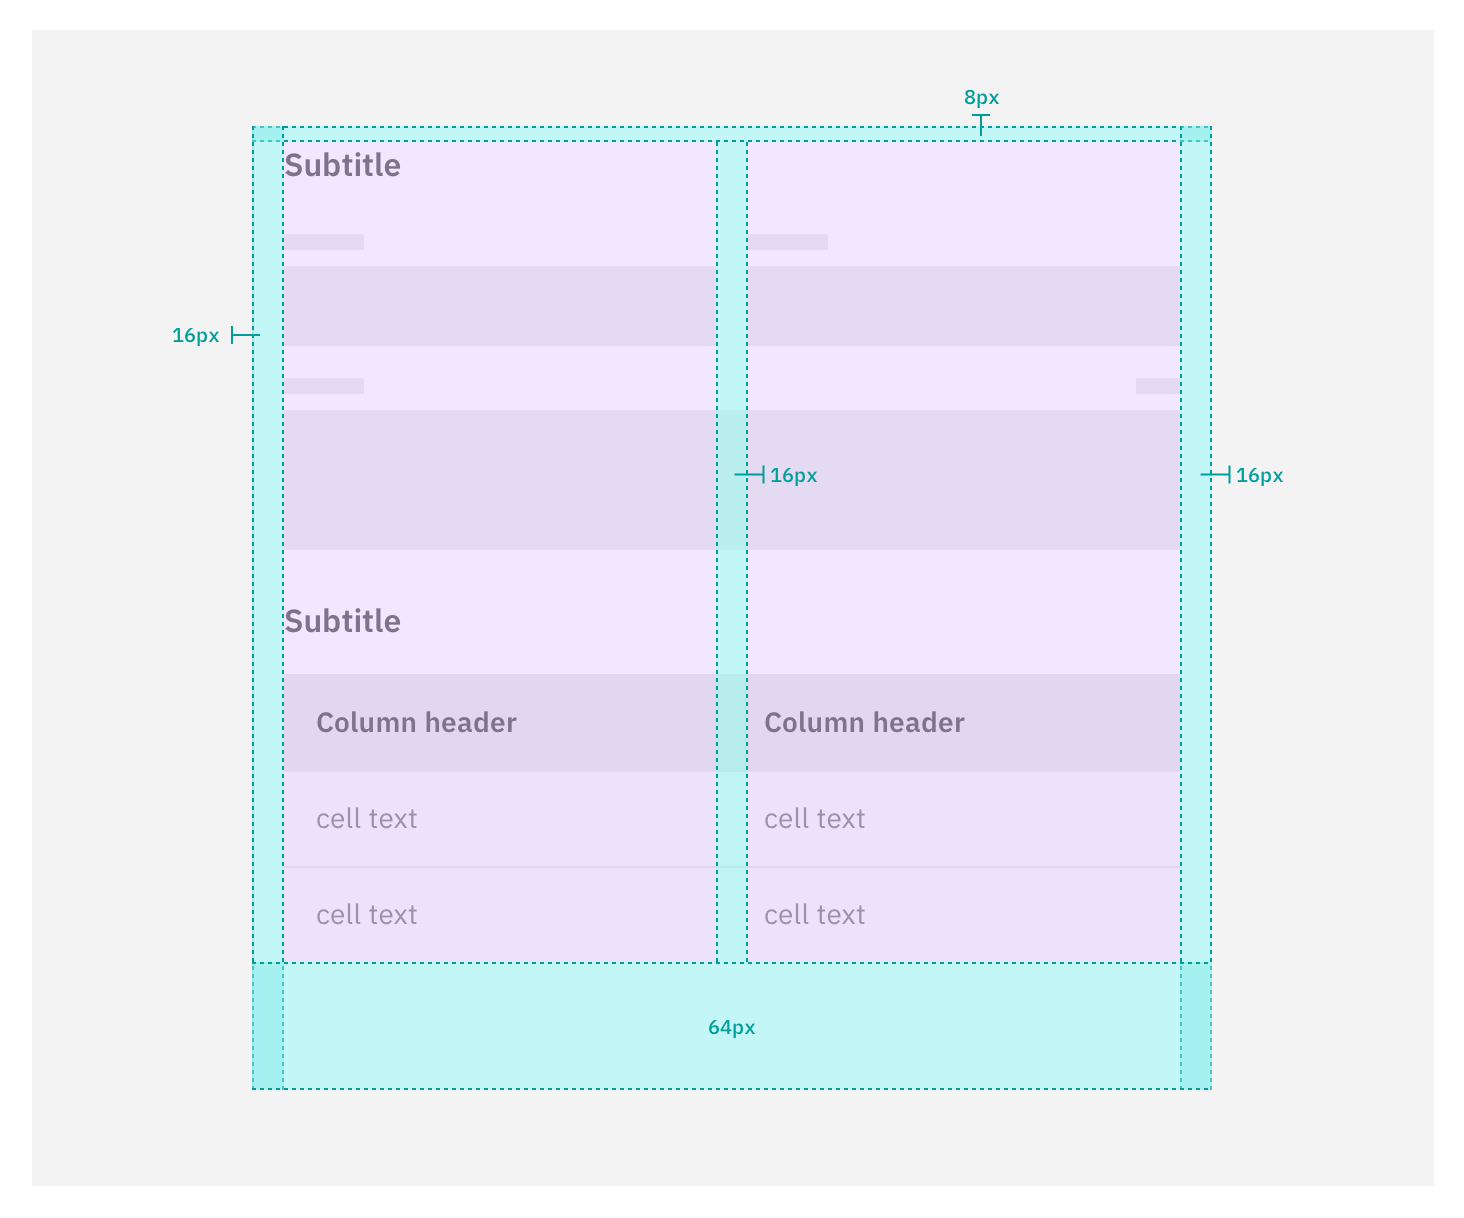 8px
Subtitle
16px
16px
16px
Subtitle
Column header Column header
cell text cell text
cell text cell text
64px